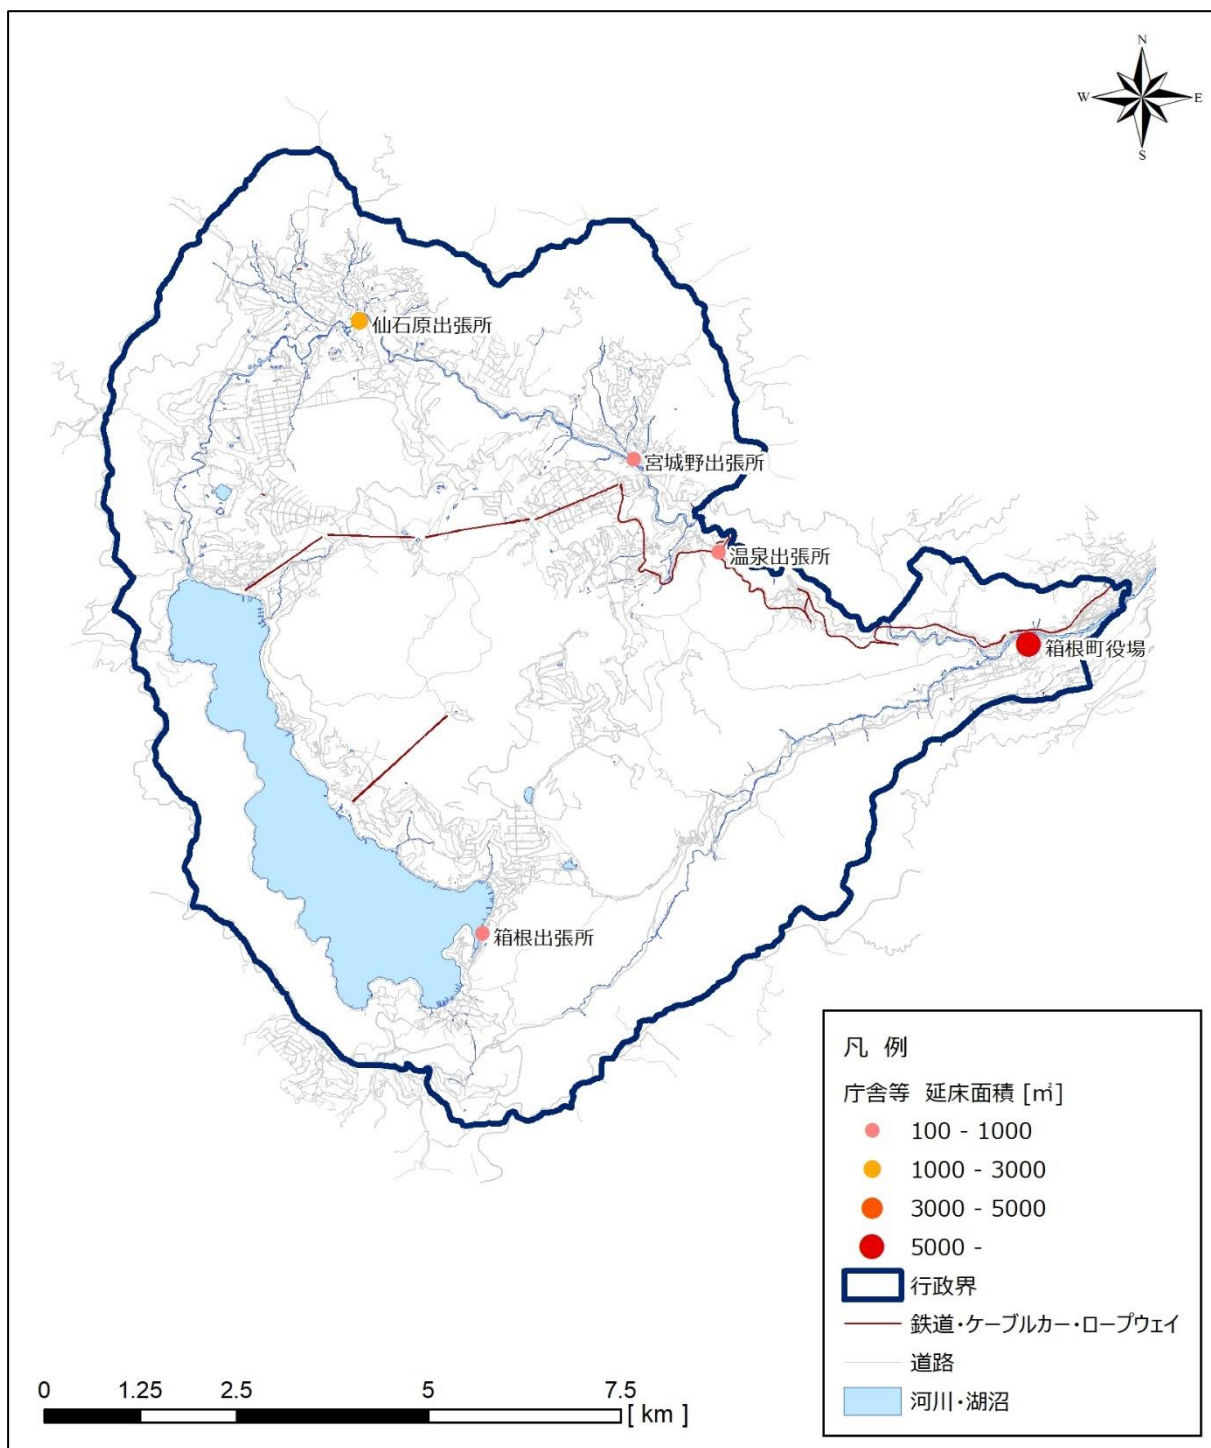 N
W
E
S
仙石原出張所
宮城野出張所
温泉出張所
箱根町役場
箱根出張所
凡 例
庁舎等 延床面積 [㎡]
100 - 1000
1000 - 3000
3000 - 5000
5000 -
行政界
鉄道・ケーブルカー・ロープウェイ
道路
河川・湖沼
0 1.25 2.5 5 7.5
[ km ]